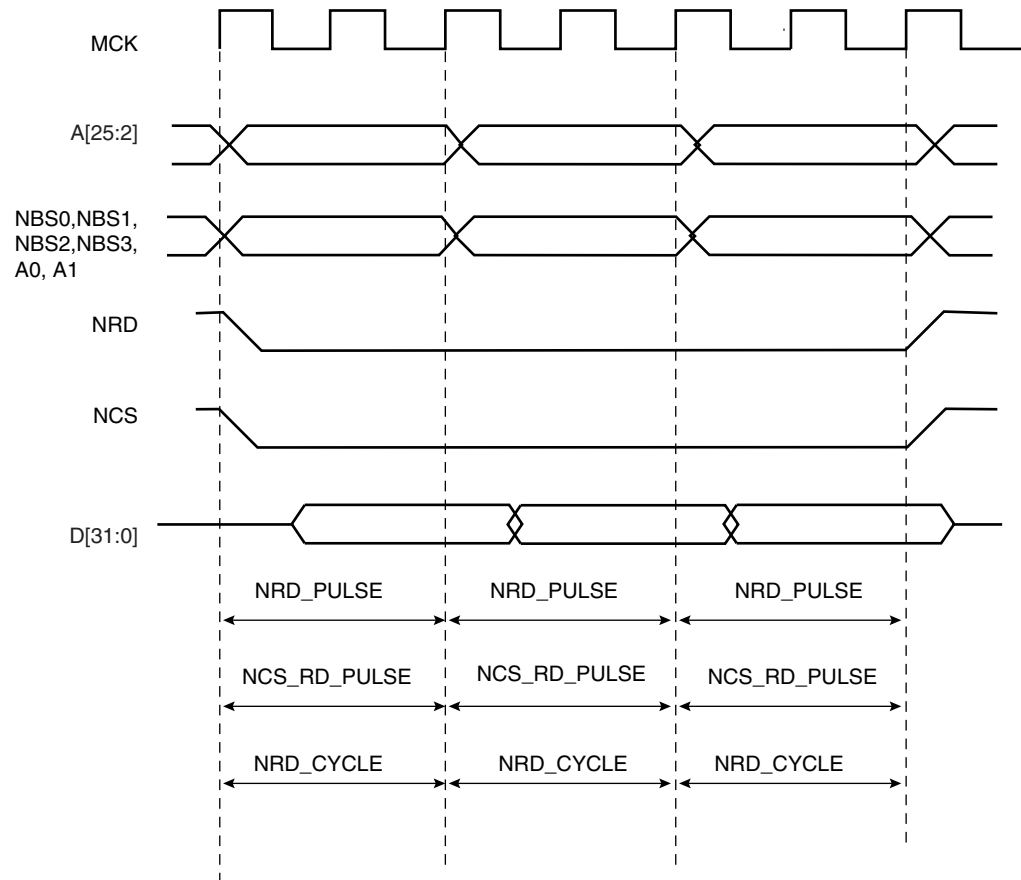 MCK
A[25:2]
NBS0,NBS1,
NBS2,NBS3,
A0, A1
NRD
NCS
D[31:0]
NRD_PULSE NRD_PULSE NRD_PULSE
NCS_RD_PULSE NCS_RD_PULSE NCS_RD_PULSE
NRD_CYCLE NRD_CYCLE NRD_CYCLE